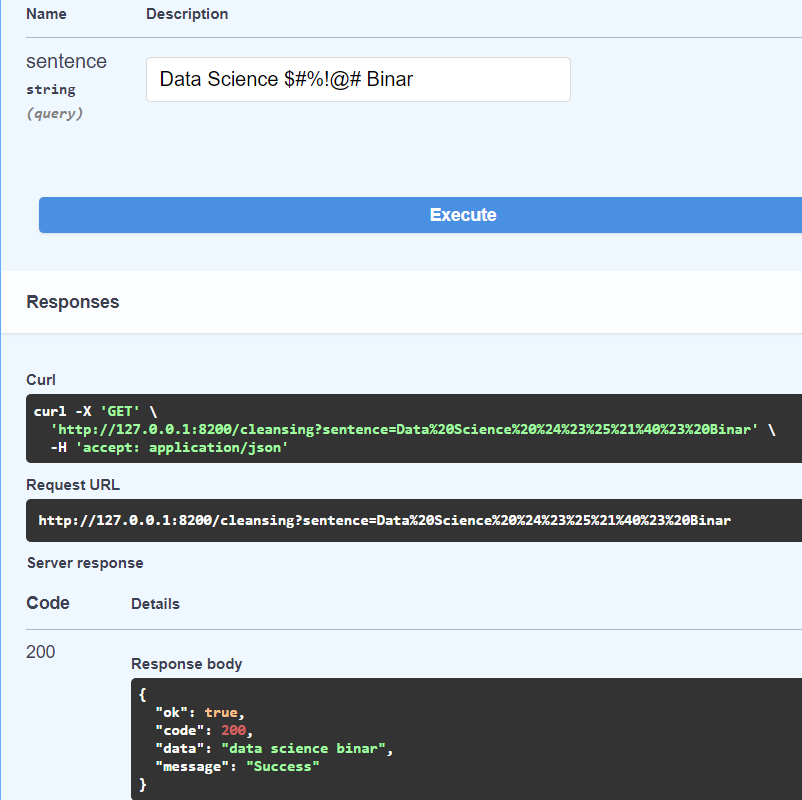 Name Description
sentence
string
(query)
Data Science $#%!@# Binar
Execute
Responses
Curl
curl -X 'GET' \
'http://127.0.0.1:8200/cleansing?sentence=Data%20Science%20%24%23%25%21%40%23%20Binar' \
-H 'accept: application/json'
Request URL
http://127.0.0.1:8200/cleansing?sentence=Data%20Science%20%24%23%25%21%40%23%20Binar
Server response
Code Details
200
Response body
{
"ok": true,
"code": 200,
"data": "data science binar",
"message": "Success"
}